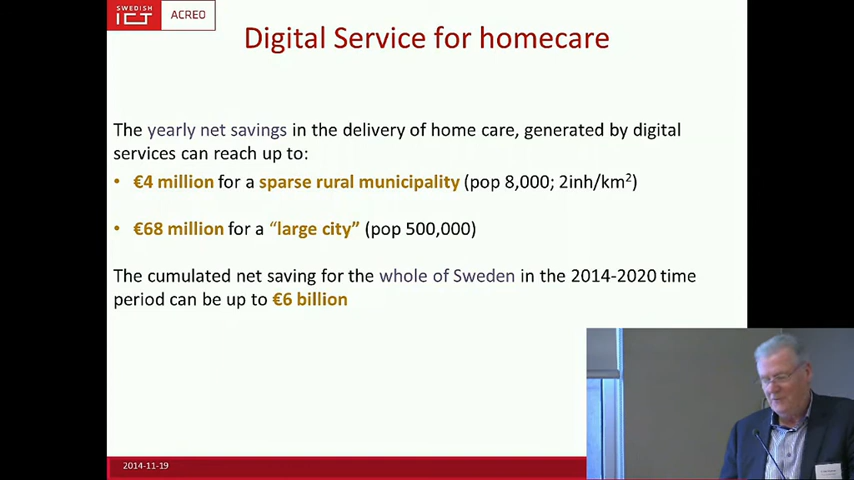 SWEDISH
ICT
ACREO
Digital Service for homecare
The yearly net savings in the delivery of home care, generated by digital
services can reach up to:
• €4 million for a sparse rural municipality (pop 8,000; 2inh/km²)
• €68 million for a “large city” (pop 500,000)
The cumulated net saving for the whole of Sweden in the 2014-2020 time
period can be up to €6 billion
2014-11-19